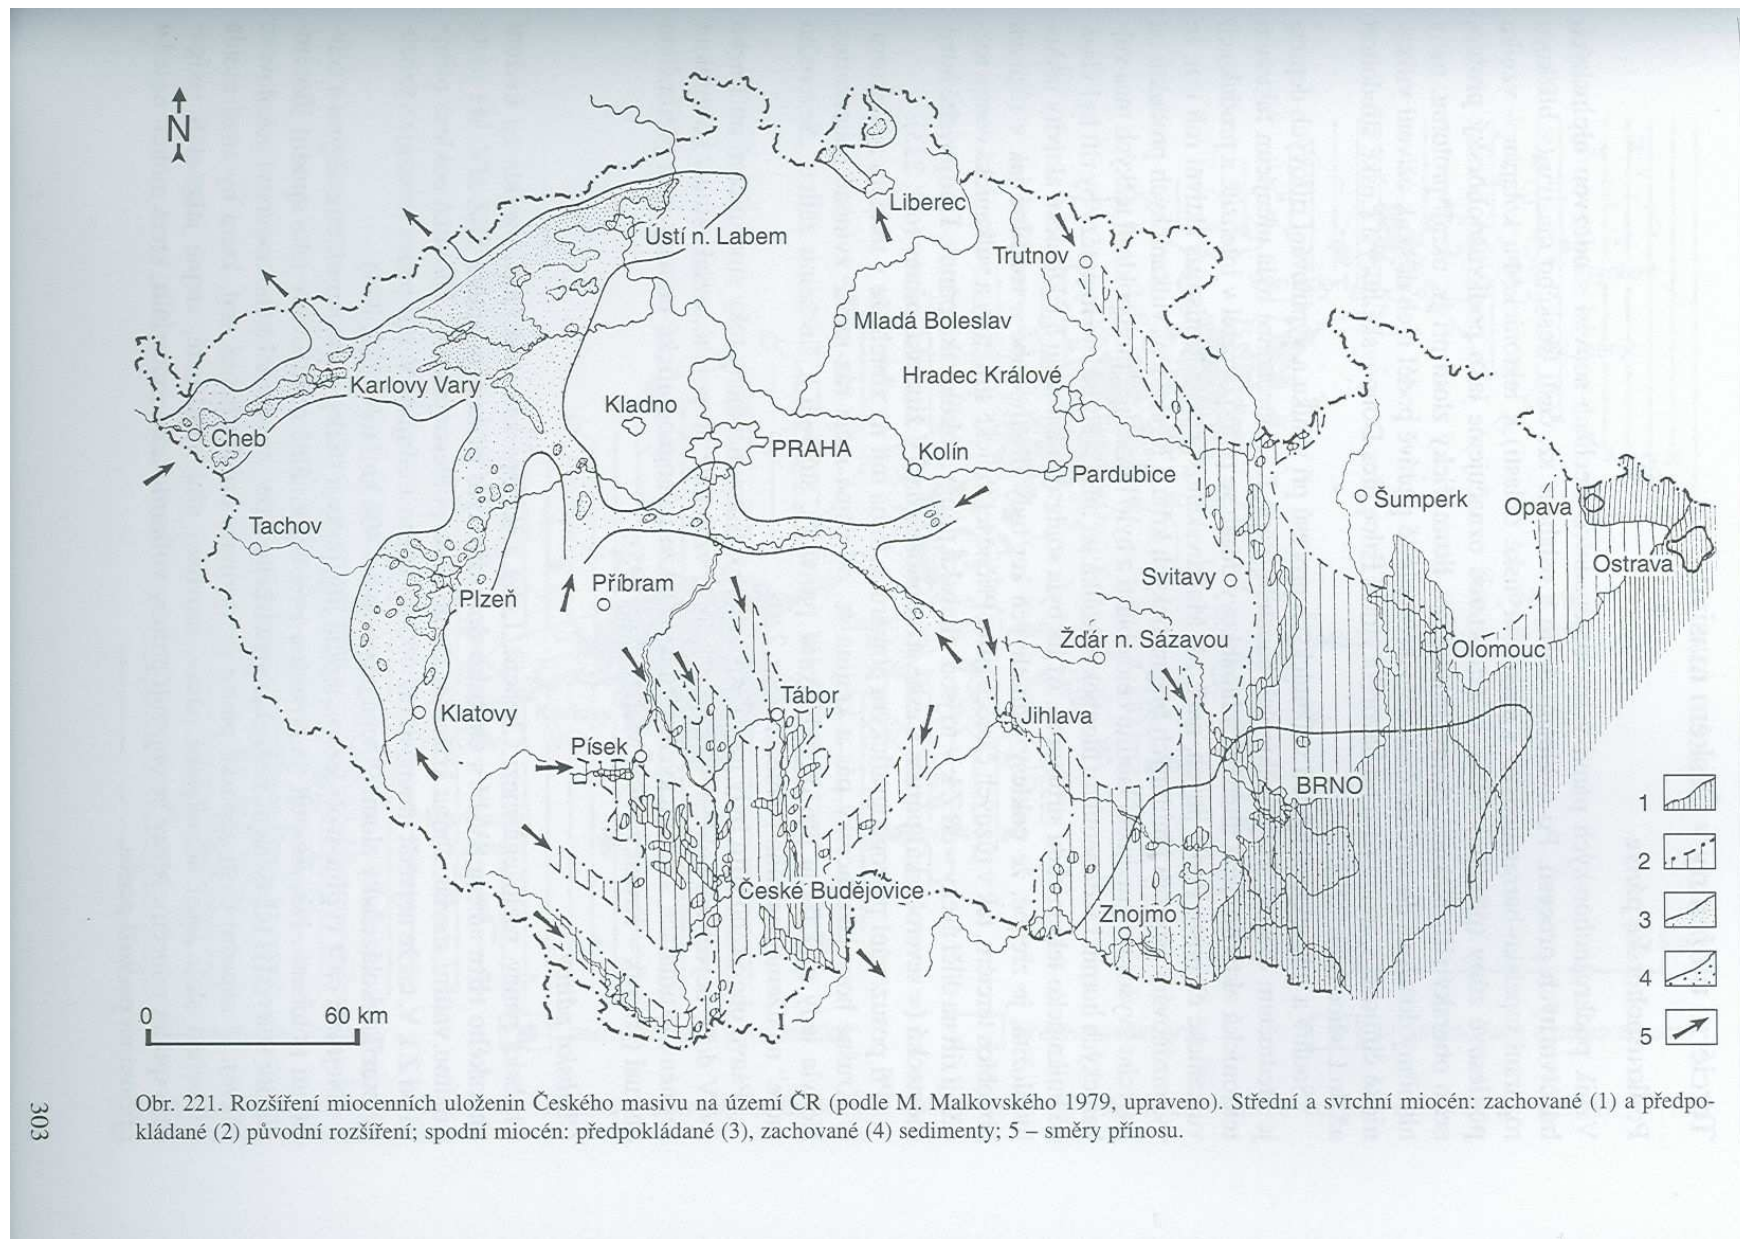 N
Liberec
Ústí n. Labem
Trutnov
Mladá Boleslav
Karlovy Vary
Hradec Králové
Kladno
Cheb
PRAHA
Kolín
Pardubice
Šumperk
Opava
Tachov
Ostrava
Příbram
Svitavy
Plzeň
Žďár n. Sázavou
Olomouc
Tábor
Klatovy
Jihlava
Písek
BRNO
1
2
České Budějovice
Znojmo
3
4
0 60 km
5
Obr. 221. Rozšíření miocenních uloženin Českého masivu na území ČR (podle M. Malkovského 1979, upraveno). Střední a svrchní miocén: zachované (1) a předpo-
kládané (2) původní rozšíření; spodní miocén: předpokládané (3), zachované (4) sedimenty; 5 – směry přínosu.
303